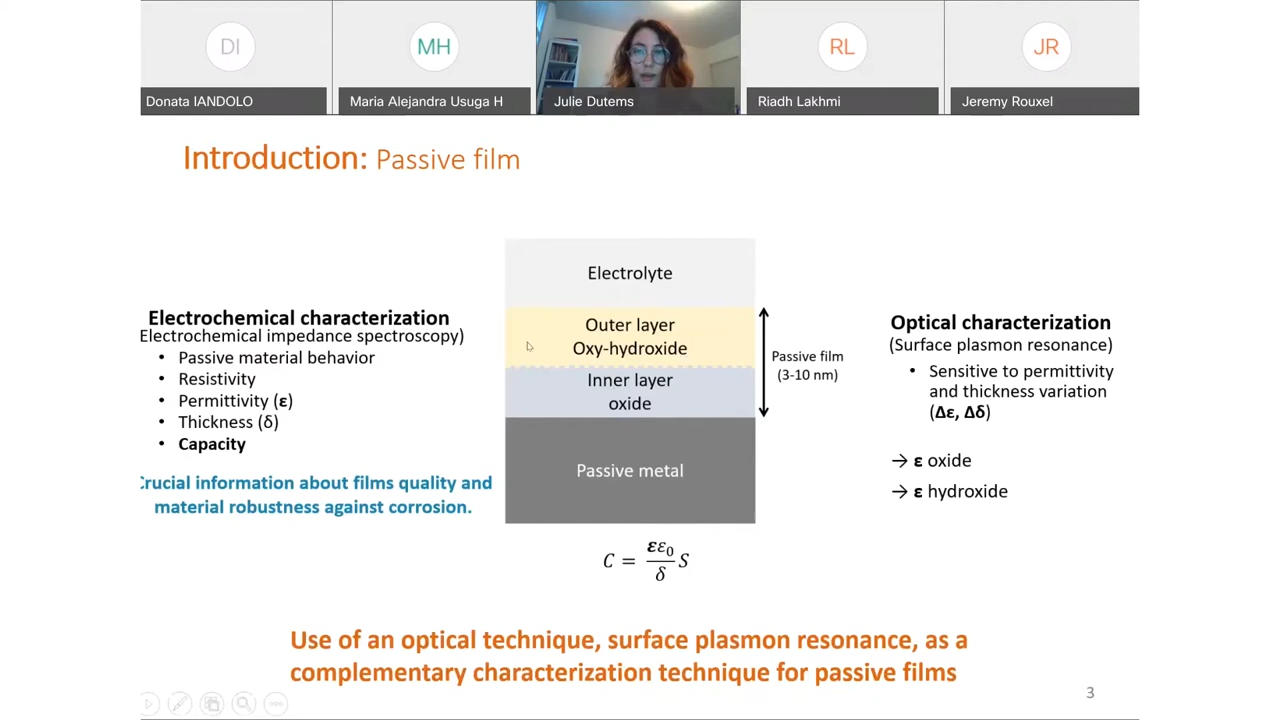 DI
MH
RL
JR
Donata IANDOLO
Maria Alejandra Usuga H
Julie Dutems
Riadh Lakhmi
Jeremy Rouxel
Introduction: Passive film
Electrochemical characterization
Electrochemical impedance spectroscopy)
• Passive material behavior
• Resistivity
• Permittivity (ε)
• Thickness (δ)
• Capacity
Crucial information about films quality and
material robustness against corrosion.
Electrolyte
Outer layer
Oxy-hydroxide
Inner layer
oxide
Passive metal
Passive film
(3-10 nm)
C = εε₀/δ S
Optical characterization
(Surface plasmon resonance)
• Sensitive to permittivity
and thickness variation
(Δε, Δδ)
→ ε oxide
→ ε hydroxide
Use of an optical technique, surface plasmon resonance, as a
complementary characterization technique for passive films
3